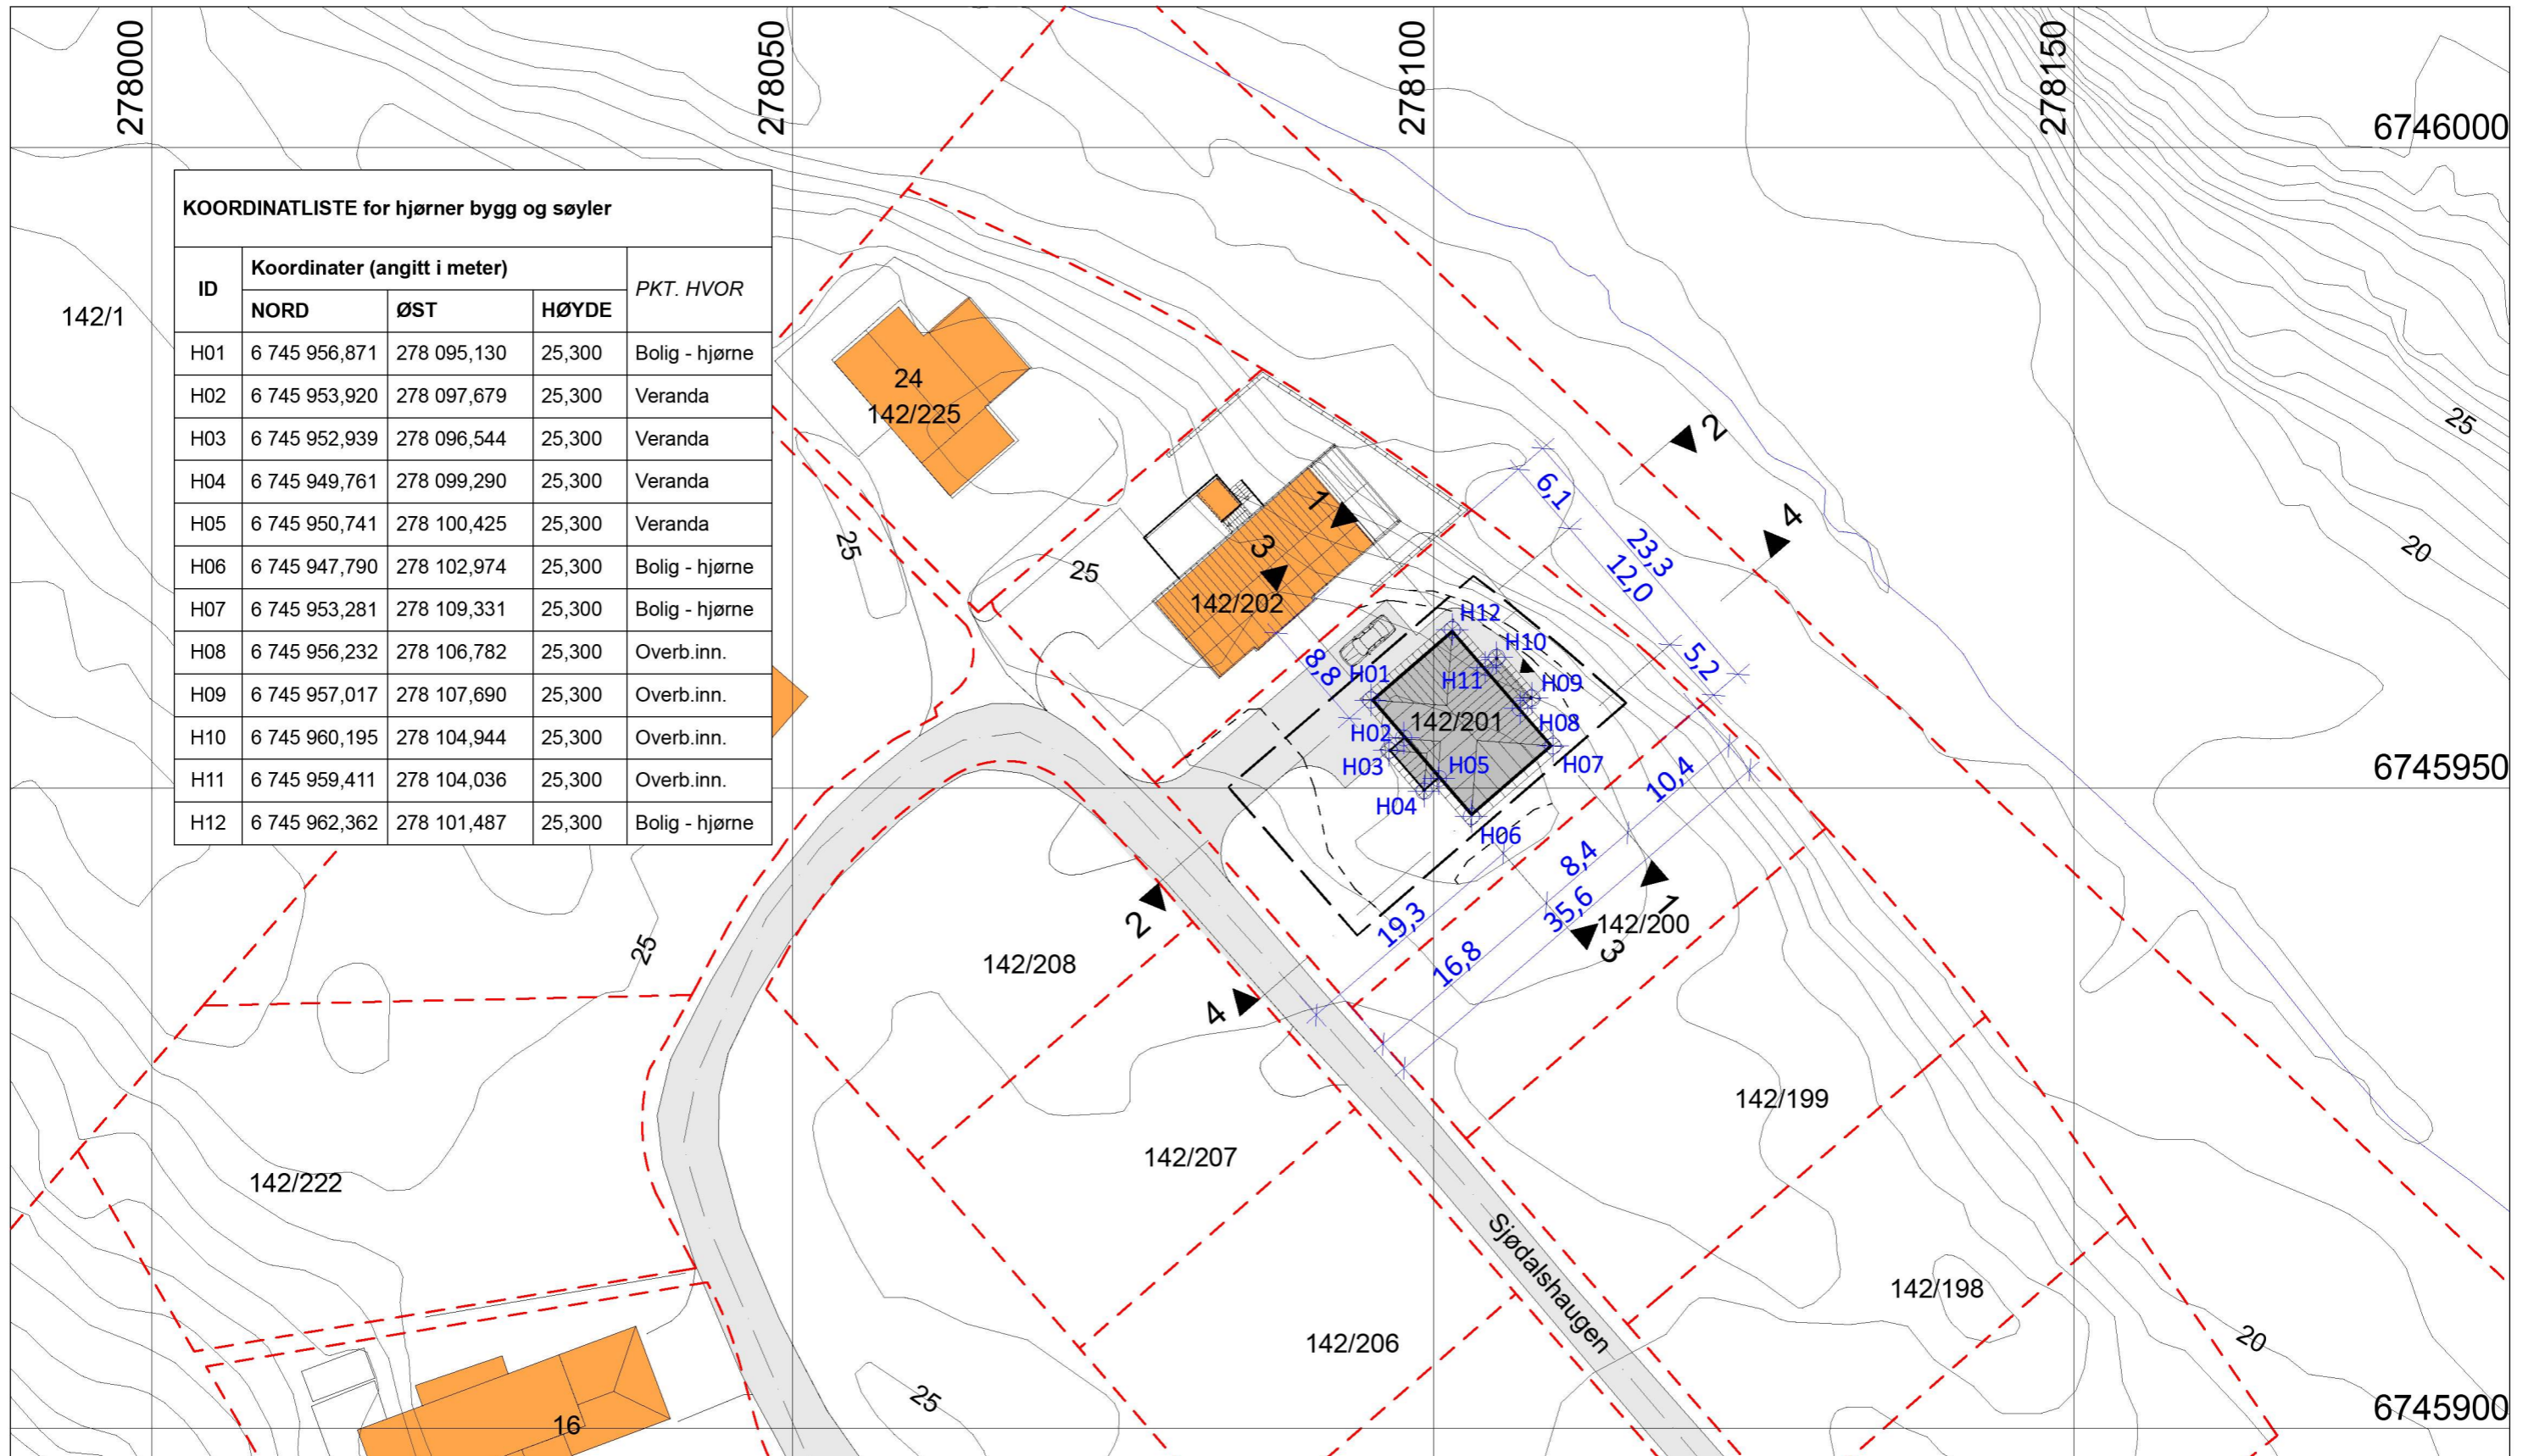 278000
278050
278100
278150
6746000
KOORDINATLISTE for hjørner bygg og søyler
ID
Koordinater (angitt i meter)
PKT. HVOR
NORD ØST HØYDE
H01 6 745 956,871 278 095,130 25,300 Bolig - hjørne
H02 6 745 953,920 278 097,679 25,300 Veranda
H03 6 745 952,939 278 096,544 25,300 Veranda
H04 6 745 949,761 278 099,290 25,300 Veranda
H05 6 745 950,741 278 100,425 25,300 Veranda
H06 6 745 947,790 278 102,974 25,300 Bolig - hjørne
H07 6 745 953,281 278 109,331 25,300 Bolig - hjørne
H08 6 745 956,232 278 106,782 25,300 Overb.inn.
H09 6 745 957,017 278 107,690 25,300 Overb.inn.
H10 6 745 960,195 278 104,944 25,300 Overb.inn.
H11 6 745 959,411 278 104,036 25,300 Overb.inn.
H12 6 745 962,362 278 101,487 25,300 Bolig - hjørne
142/1
24
142/225
2
25
1
6,1
4
23,3
25
3
12,0
20
25
142/202
H12
H10
8,8
H01
H11
5,2
H09
142/201
H08
H02
H03
H05
H07
6745950
10,4
H04
H06
8,4
1
35,6
142/200
19,3
2
3
25
142/208
16,8
4
142/199
142/207
142/222
Sjødalshaugen
142/198
142/206
20
25
16
6745900